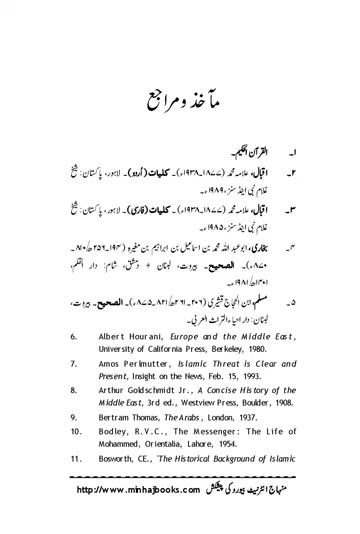 مآخذ و مراجع
۱۔ القرآن الحکیم۔
۲۔ اقبال، علامہ محمد (۱۸۷۷۔۱۹۳۸ء)۔ کلیات (اُردو)۔ لاہور، پاکستان: شیخ
غلام نبی اینڈ سنز، ۱۹۸۹ء۔
۳۔ اقبال، علامہ محمد (۱۸۷۷۔۱۹۳۸ء)۔ کلیات (فارسی)۔ لاہور، پاکستان: شیخ
غلام نبی اینڈ سنز، ۱۹۸۵ء۔
۴۔ بخاری، ابو عبد اللہ محمد بن اسماعیل بن ابراہیم بن مغیرہ (۱۹۴۔۲۵۶ھ/۸۱۰۔
۸۷۰ء)۔ الصحیح۔ بیروت، لبنان + دمشق، شام: دار القلم،
۱۴۰۱ھ/۱۹۸۱ء۔
۵۔ مسلم، ابن الحجاج قشیری (۲۰۶۔۲۶۱ھ/۸۲۱۔۸۷۵ء)۔ الصحیح۔ بیروت،
لبنان: دار احیاء التراث العربی۔
6. Albert Hourani, Europe and the Middle East,
University of California Press, Berkeley, 1980.
7. Amos Perlmutter, Islamic Threat is Clear and
Present, Insight on the News, Feb. 15, 1993.
8. Arthur Goldschmidt Jr., A Concise History of the
Middle East, 3rd ed., Westview Press, Boulder, 1908.
9. Bertram Thomas, The Arabs, London, 1937.
10. Bodley, R.V.C., The Messenger: The Life of
Mohammed, Orientalia, Lahore, 1954.
11. Bosworth, CE., "The Historical Background of Islamic
منہاج انٹرنیٹ بیورو کی پیشکش http://www.minhajbooks.com